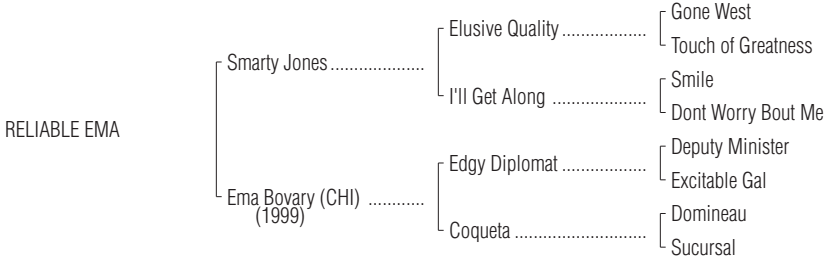 Gone West
Elusive Quality ..................
Touch of Greatness
Smarty Jones ....................
Smile
I'll Get Along ....................
Dont Worry Bout Me
RELIABLE EMA
Deputy Minister
Edgy Diplomat ..................
Excitable Gal
Ema Bovary (CHI) ............
(1999)
Domineau
Coqueta ............................
Sucursal